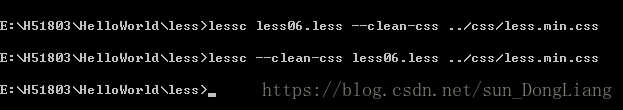 E:\H51803\HelloWorld\less>lessc less06.less --clean-css ../css/less.min.css
E:\H51803\HelloWorld\less>lessc --clean-css less06.less ../css/less.min.css
E:\H51803\HelloWorld\less>_
https://blog.csdn.net/sun_DongLiang